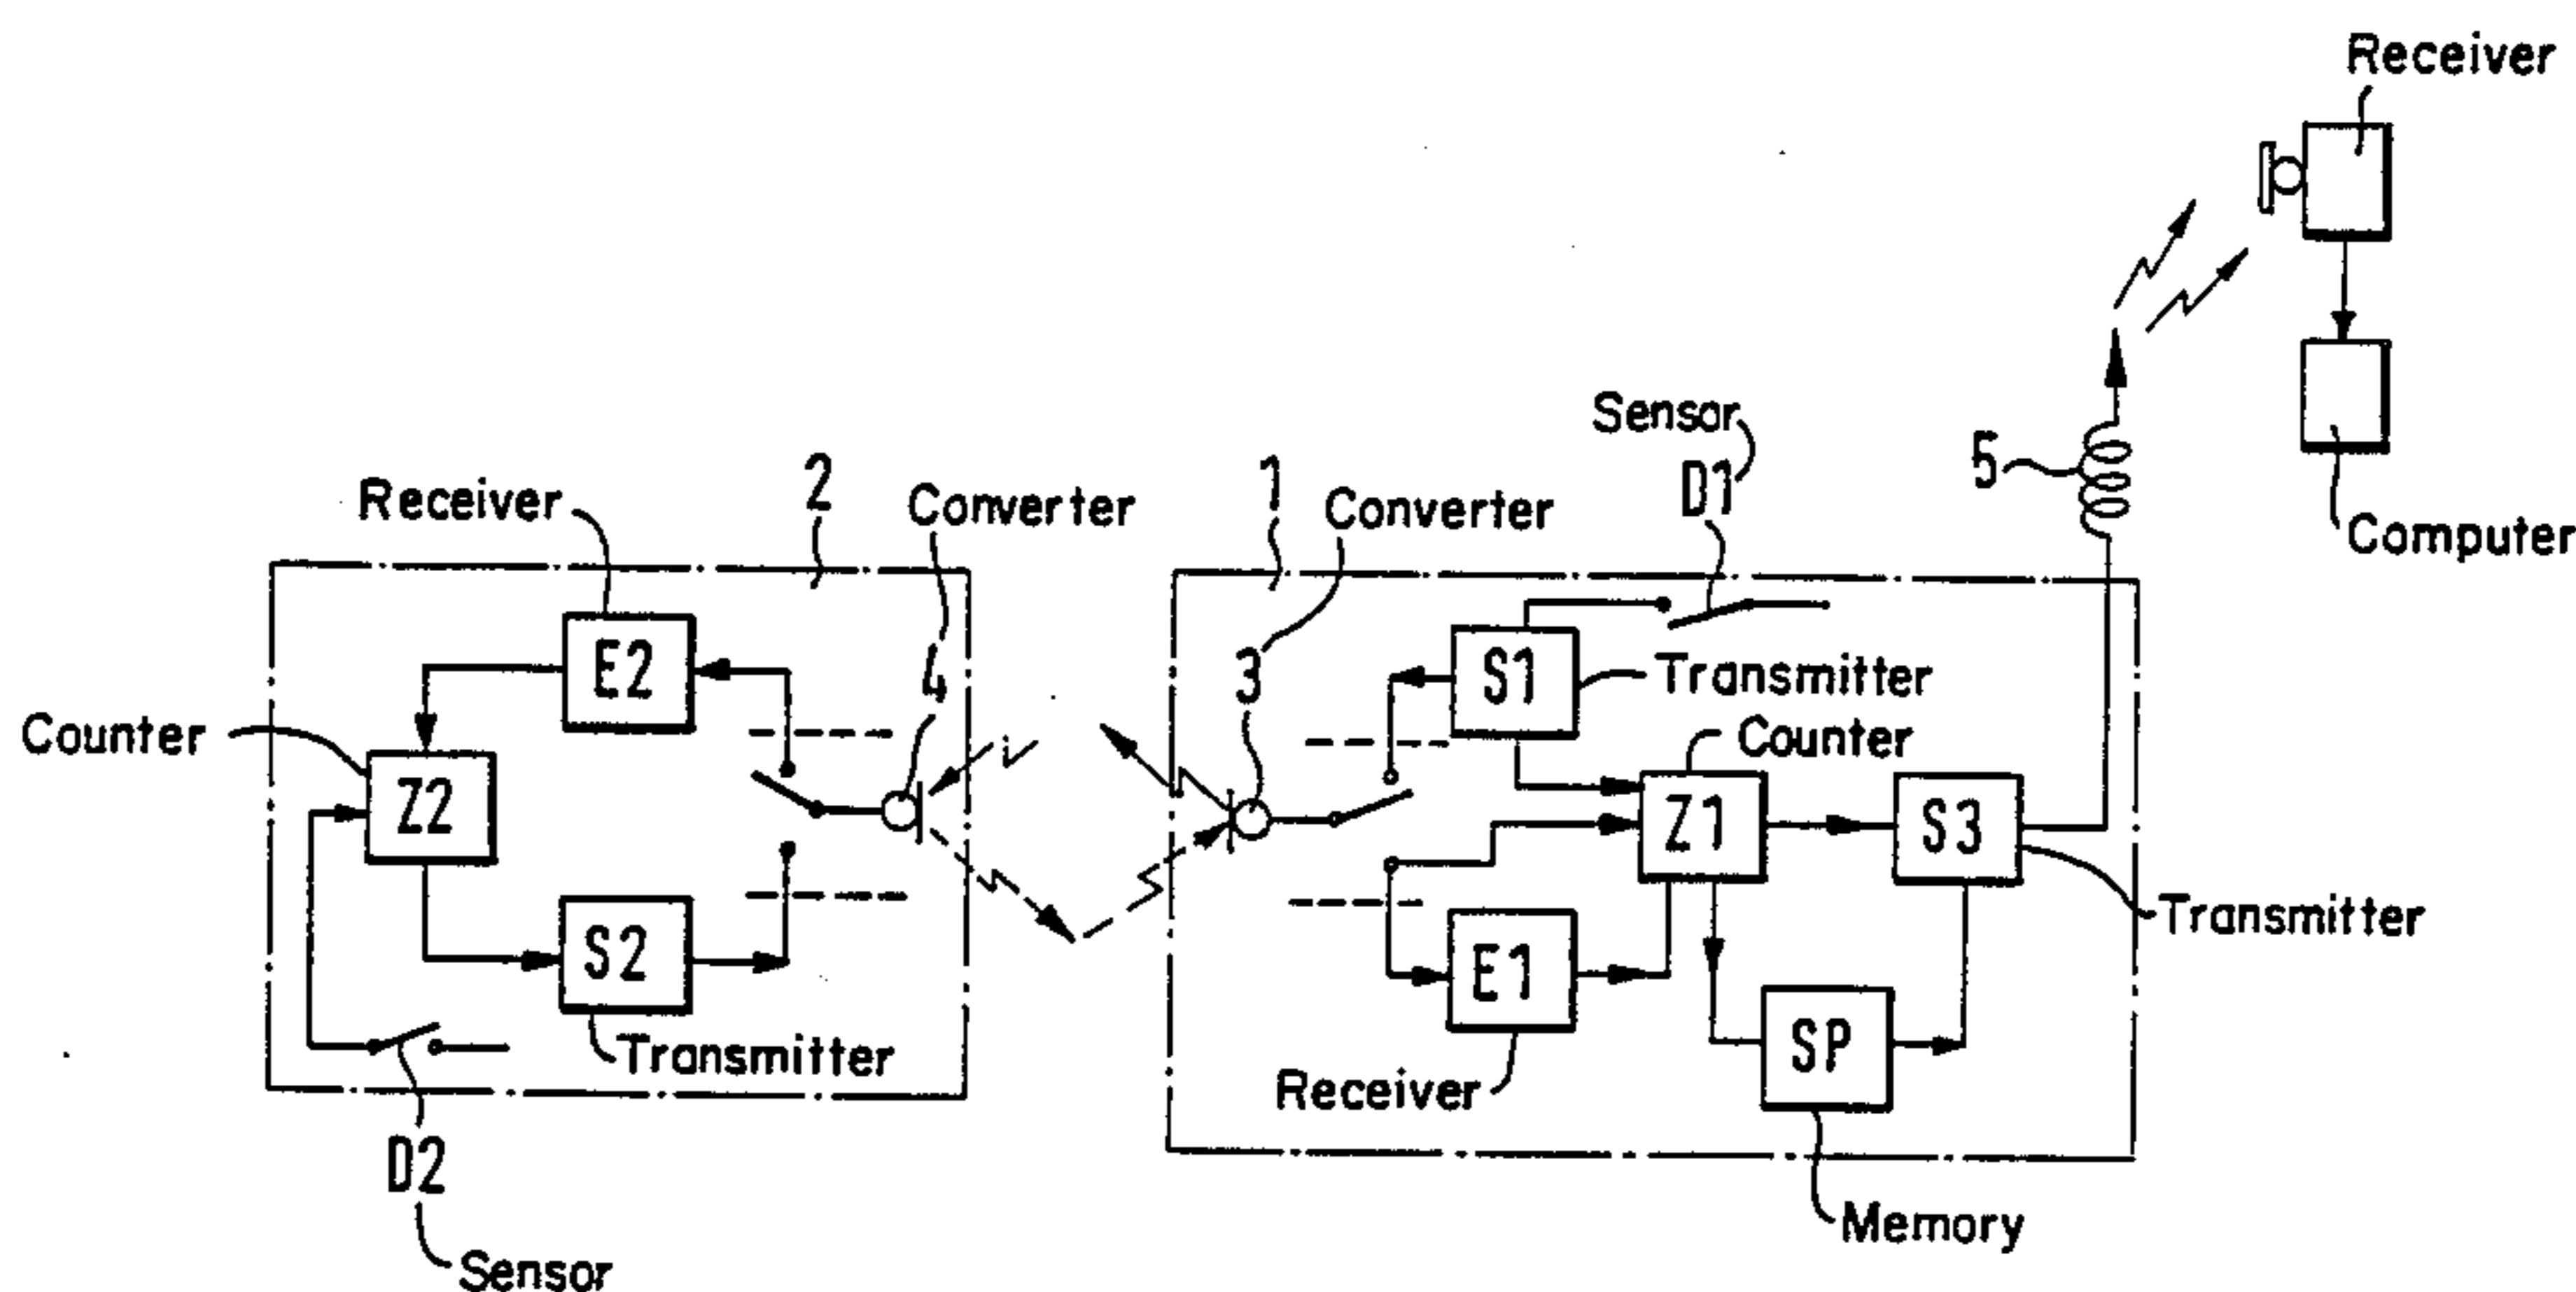 Receiver
Sensor
D1
5
Computer
Receiver
2
Converter
1
Converter
E2
4
3
S1
Transmitter
Counter
Counter
Z2
Z1
S3
S2
E1
Transmitter
Transmitter
SP
Receiver
D2
Memory
Sensor